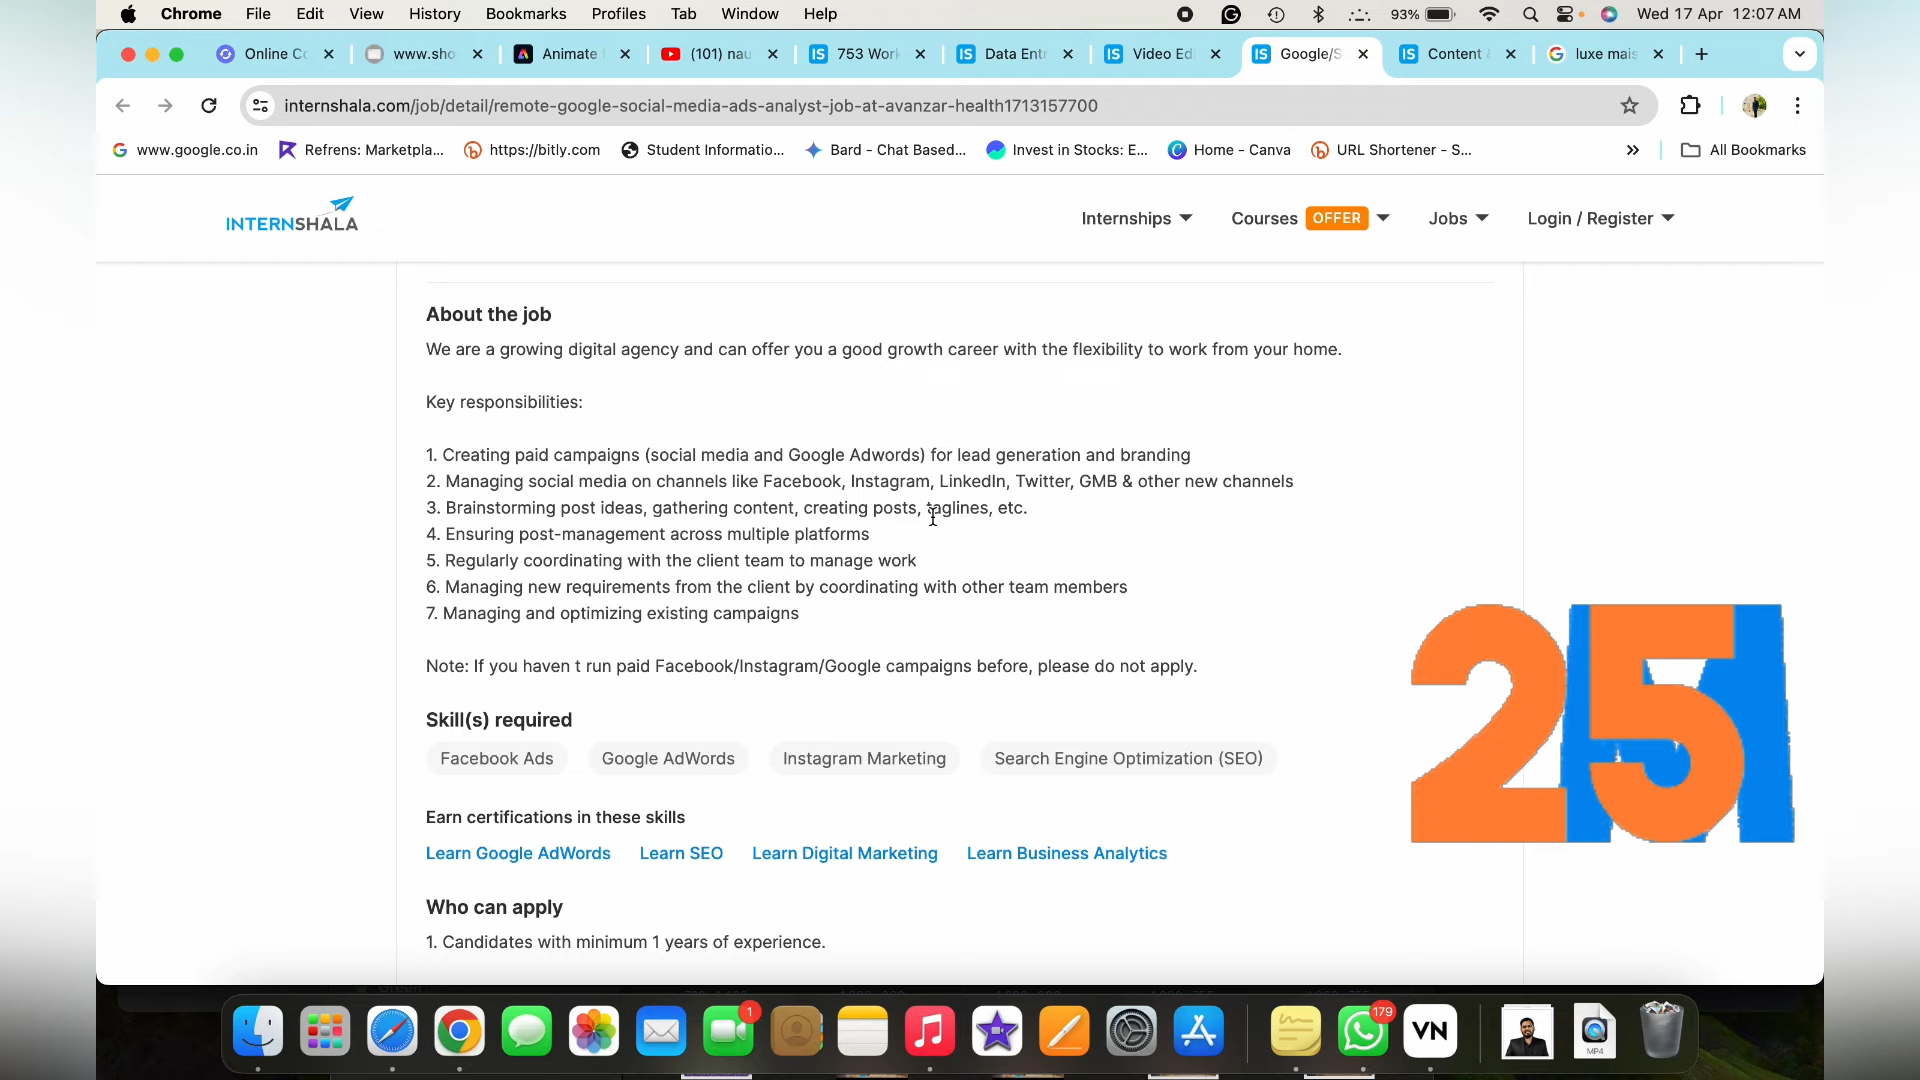 Chrome File Edit View History Bookmarks Profiles Tab Window Help 93% Wed 17 Apr 12:07 AM
Online Co www.sho Animate (101) nau 753 Work Data Entr Video Edi Google/S Content & luxe mais
internshala.com/job/detail/remote-google-social-media-ads-analyst-job-at-avanzar-health1713157700
www.google.co.in Refrens: Marketpla... https://bitly.com Student Informatio... Bard - Chat Based... Invest in Stocks: E... Home - Canva URL Shortener - S... » All Bookmarks
INTERNSHALA Internships Courses OFFER Jobs Login / Register
About the job
We are a growing digital agency and can offer you a good growth career with the flexibility to work from your home.
Key responsibilities:
1. Creating paid campaigns (social media and Google Adwords) for lead generation and branding
2. Managing social media on channels like Facebook, Instagram, LinkedIn, Twitter, GMB & other new channels
3. Brainstorming post ideas, gathering content, creating posts, taglines, etc.
4. Ensuring post-management across multiple platforms
5. Regularly coordinating with the client team to manage work
6. Managing new requirements from the client by coordinating with other team members
7. Managing and optimizing existing campaigns
Note: If you haven t run paid Facebook/Instagram/Google campaigns before, please do not apply.
Skill(s) required
Facebook Ads Google AdWords Instagram Marketing Search Engine Optimization (SEO)
Earn certifications in these skills
Learn Google AdWords Learn SEO Learn Digital Marketing Learn Business Analytics
Who can apply
1. Candidates with minimum 1 years of experience.
25
1 179 VN MP4